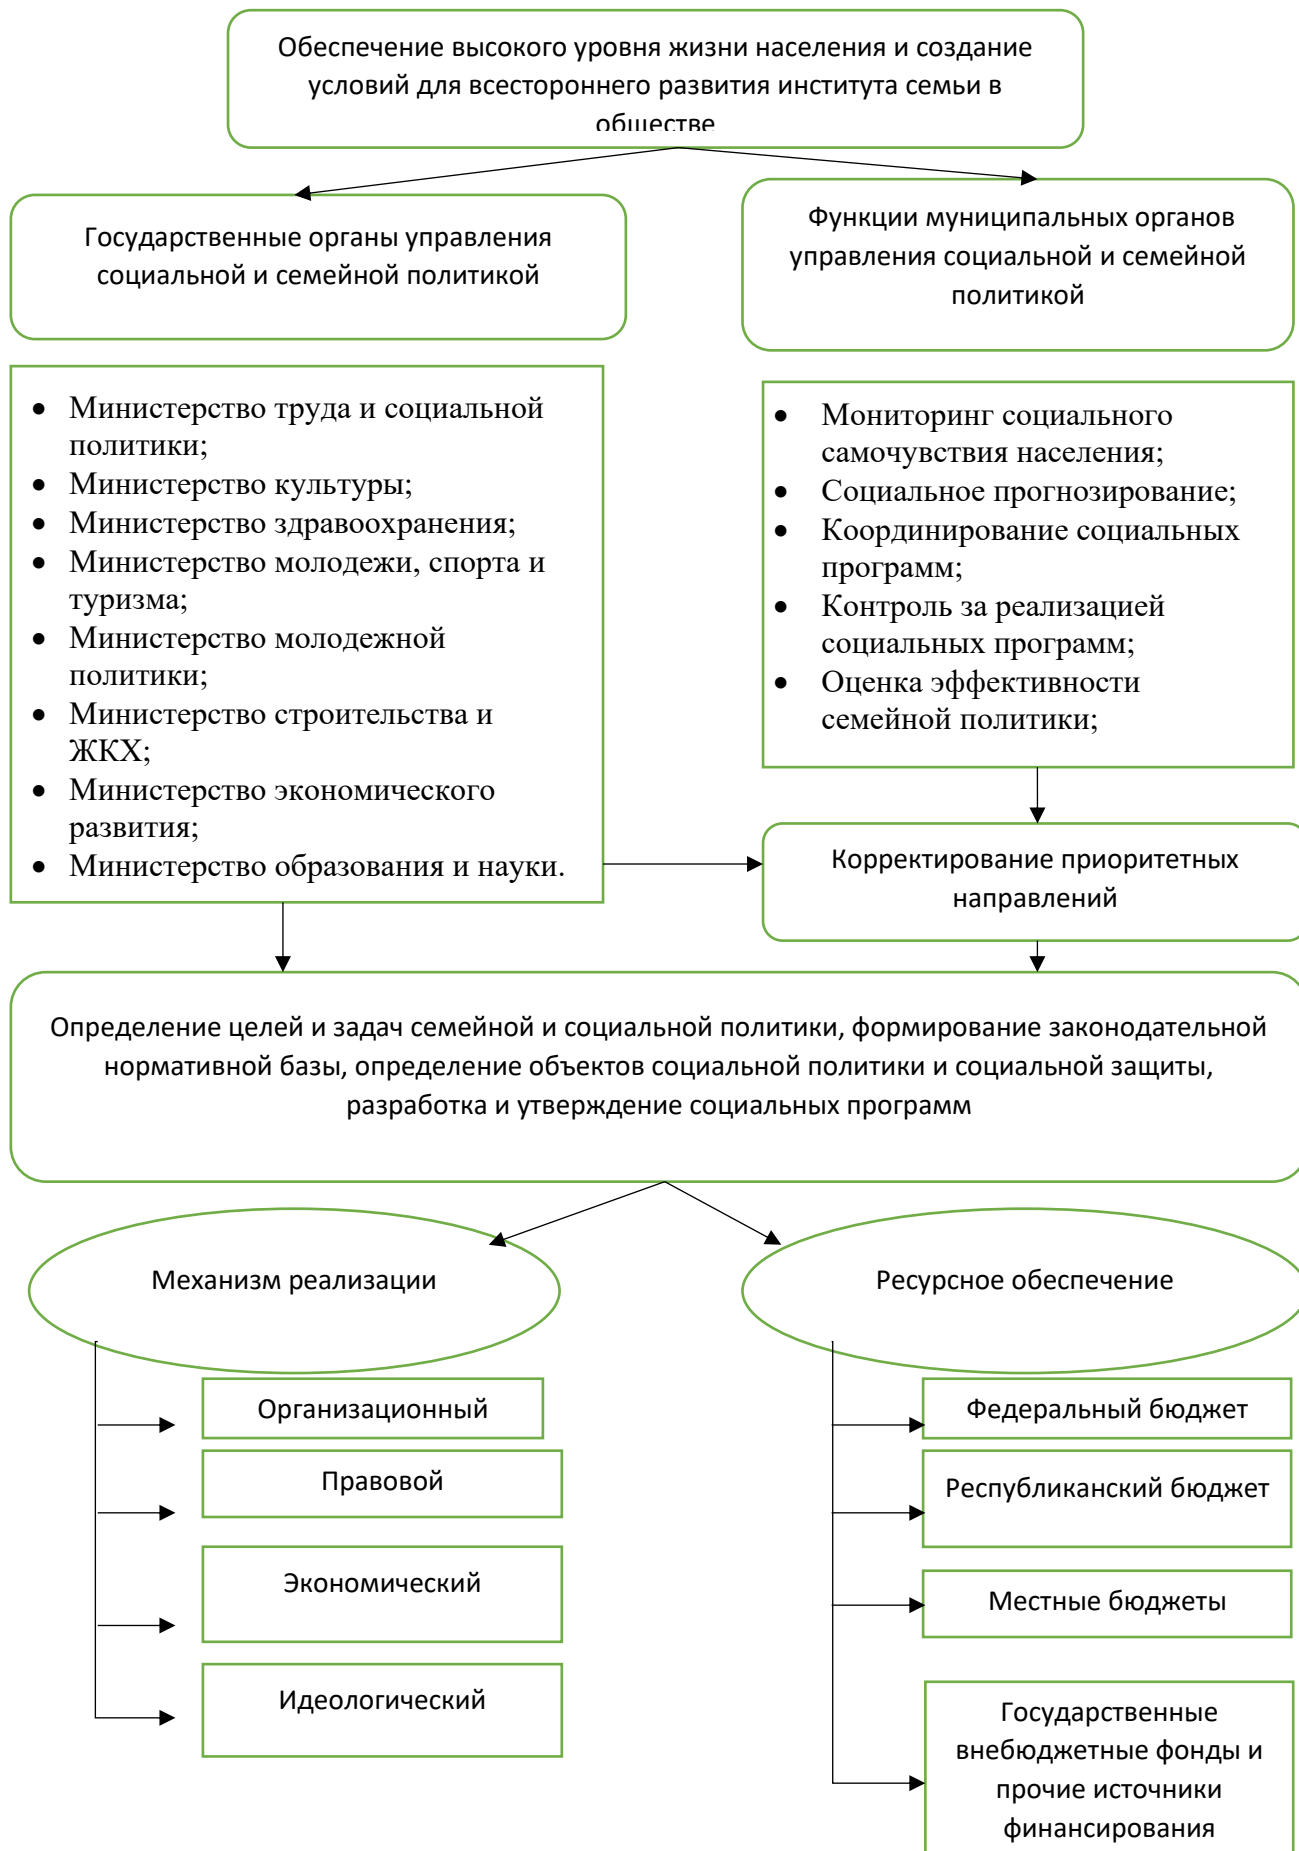 Обеспечение высокого уровня жизни населения и создание
условий для всестороннего развития института семьи в
обществе
Государственные органы управления
социальной и семейной политикой
Функции муниципальных органов
управления социальной и семейной
политикой
• Министерство труда и социальной
политики;
• Министерство культуры;
• Министерство здравоохранения;
• Министерство молодежи, спорта и
туризма;
• Министерство молодежной
политики;
• Министерство строительства и
ЖКХ;
• Министерство экономического
развития;
• Министерство образования и науки.
• Мониторинг социального
самочувствия населения;
• Социальное прогнозирование;
• Координирование социальных
программ;
• Контроль за реализацией
социальных программ;
• Оценка эффективности
семейной политики;
Корректирование приоритетных
направлений
Определение целей и задач семейной и социальной политики, формирование законодательной
нормативной базы, определение объектов социальной политики и социальной защиты,
разработка и утверждение социальных программ
Механизм реализации
Организационный
Правовой
Экономический
Идеологический
Ресурсное обеспечение
Федеральный бюджет
Республиканский бюджет
Местные бюджеты
Государственные
внебюджетные фонды и
прочие источники
финансирования